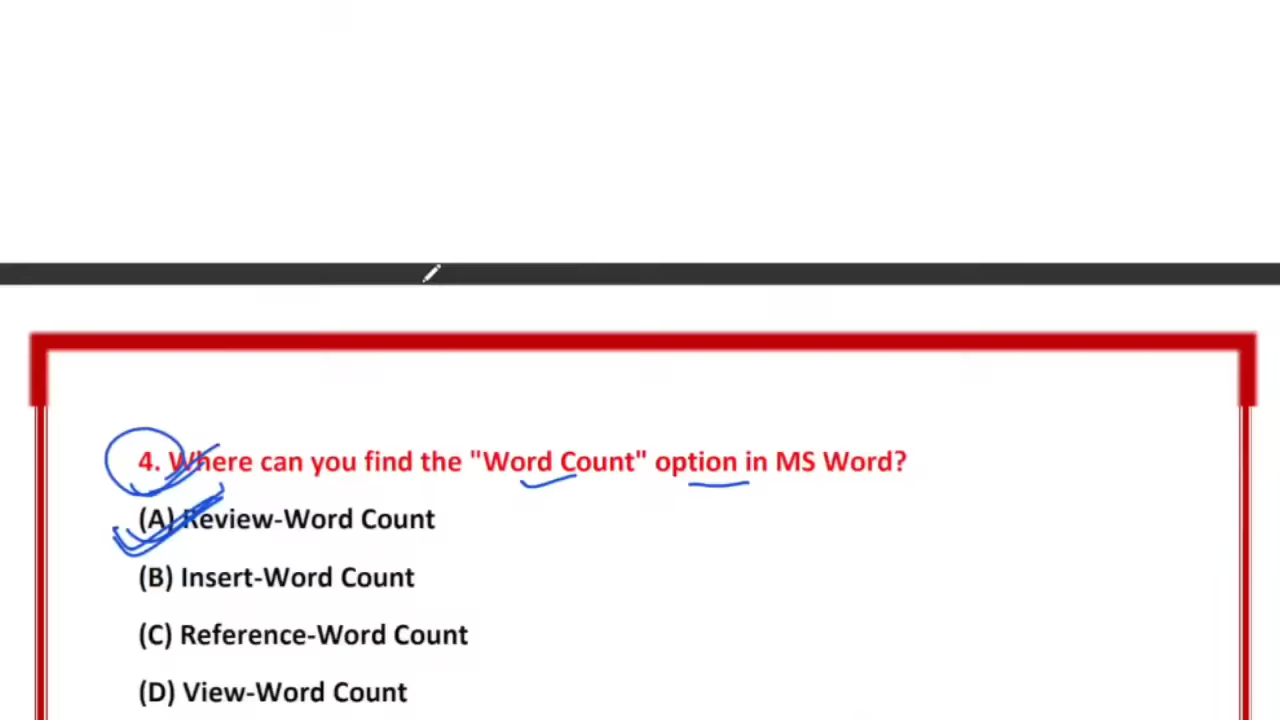 4. Where can you find the "Word Count" option in MS Word?
(A) Review-Word Count
(B) Insert-Word Count
(C) Reference-Word Count
(D) View-Word Count